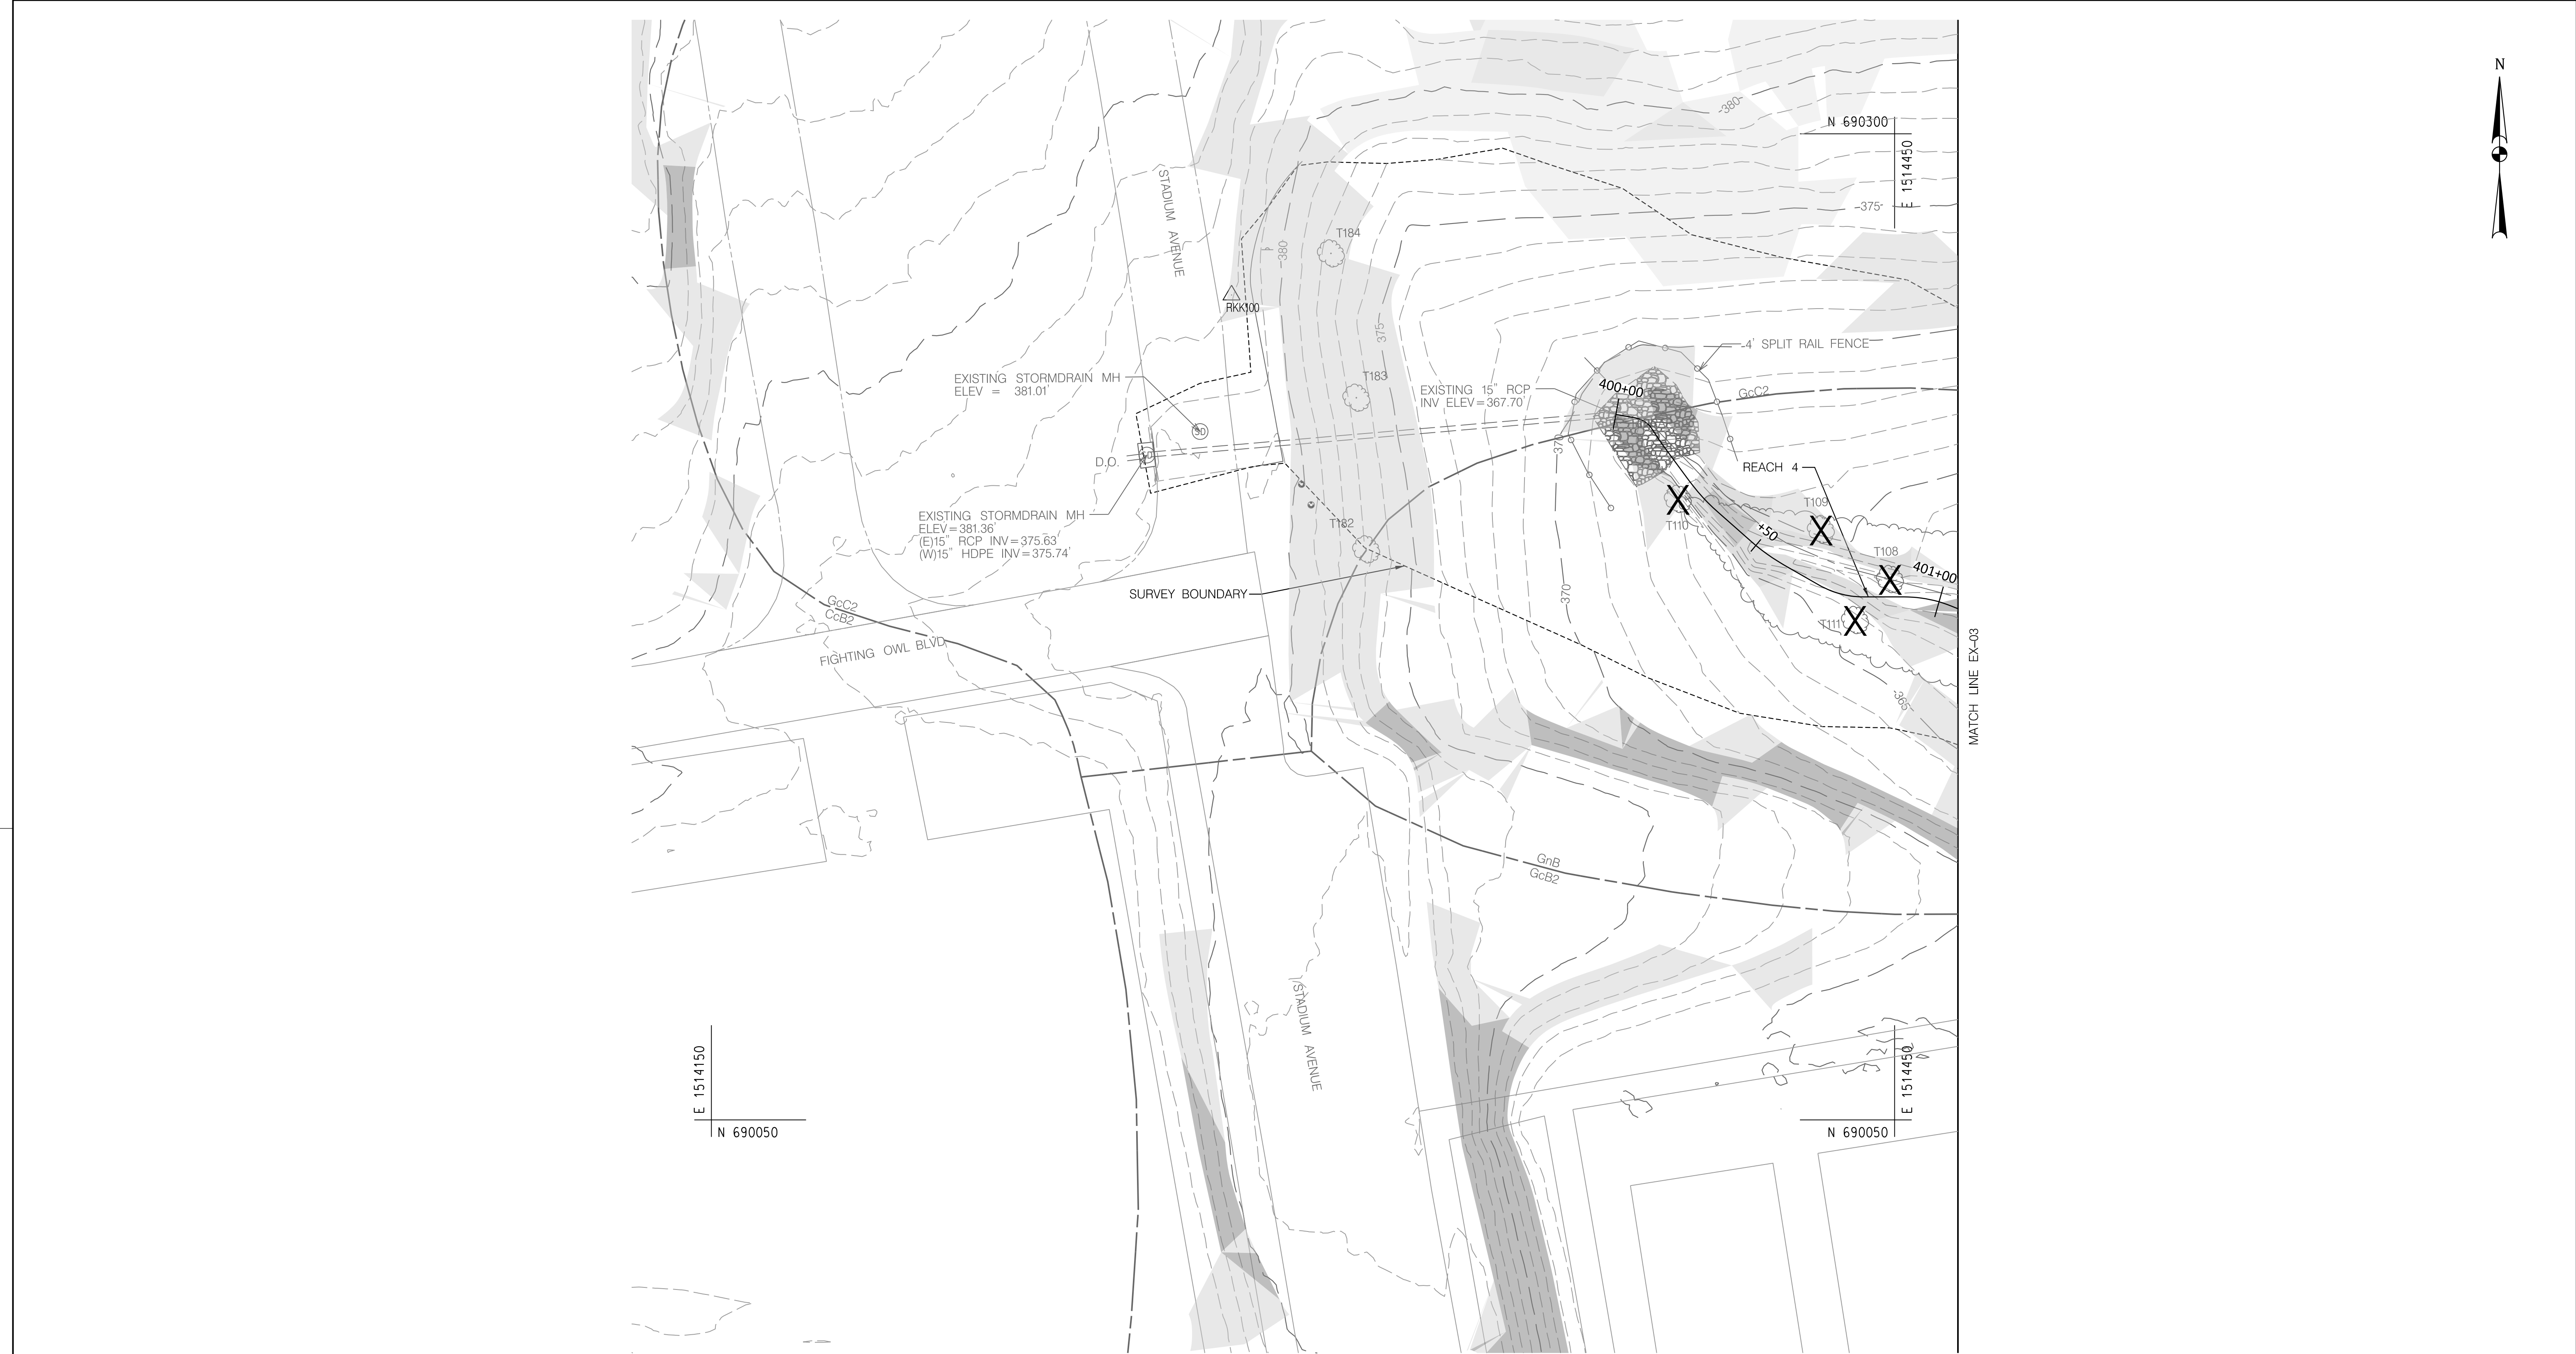 N
-380-
N 690300
E 1514450
STADIUM AVENUE
-375-
T184
-380
RKK100
375
4' SPLIT RAIL FENCE
EXISTING STORMDRAIN MH
ELEV = 381.01'
T183
EXISTING 15" RCP
INV ELEV=367.70'
400+00
GcC2
SD
370
D.O.
SD
REACH 4
EXISTING STORMDRAIN MH
ELEV=381.36'
(E)15" RCP INV=375.63'
(W)15" HDPE INV=375.74'
T182
T110
T109
+50
T108
401+00
SURVEY BOUNDARY
370
GcC2
CcB2
T111
FIGHTING OWL BLVD
MATCH LINE EX-03
-365
GnB
GcB2
STADIUM AVENUE
E 1514150
N 690050
E 1514450
N 690050